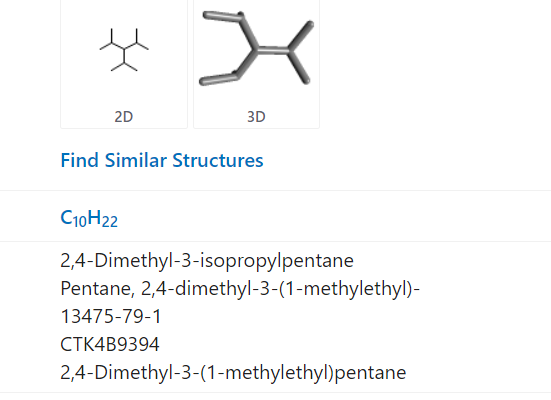 2D
3D
Find Similar Structures
C₁₀H₂₂
2,4-Dimethyl-3-isopropylpentane
Pentane, 2,4-dimethyl-3-(1-methylethyl)-
13475-79-1
CTK4B9394
2,4-Dimethyl-3-(1-methylethyl)pentane